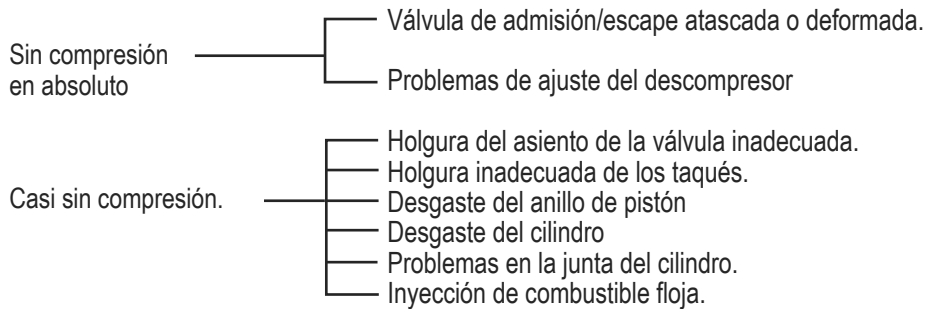 Sin compresión
en absoluto
Válvula de admisión/escape atascada o deformada.
Problemas de ajuste del descompresor
Casi sin compresión.
Holgura del asiento de la válvula inadecuada.
Holgura inadecuada de los taqués.
Desgaste del anillo de pistón
Desgaste del cilindro
Problemas en la junta del cilindro.
Inyección de combustible floja.